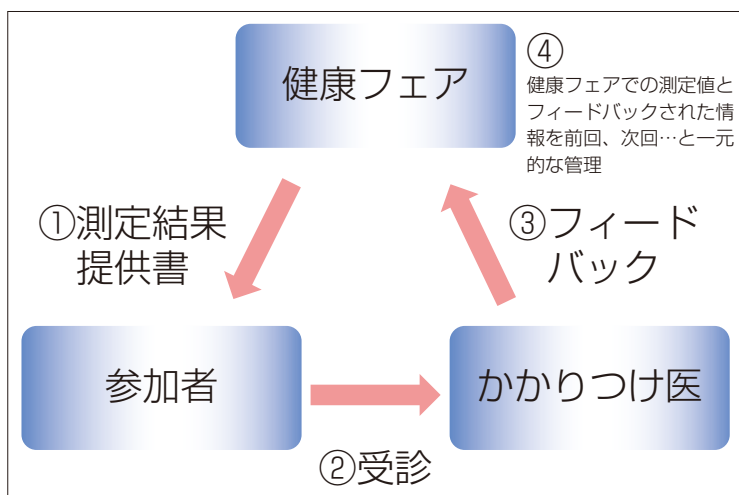 健康フェア
④
健康フェアでの測定値と
フィードバックされた情
報を前回、次回…と一元
的な管理
①測定結果
提供書
③フィード
バック
参加者
かかりつけ医
②受診